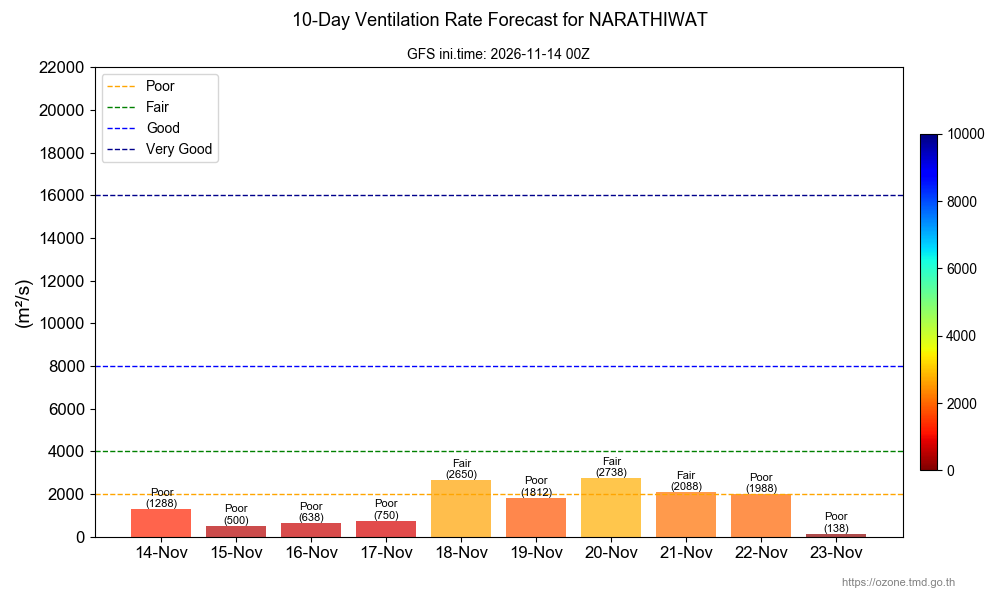 10-Day Ventilation Rate Forecast for NARATHIWAT
GFS ini.time: 2026-11-14 00Z
22000
20000
18000
16000
14000
12000
10000
8000
6000
4000
2000
0
(m²/s)
Poor
Fair
Good
Very Good
Poor
(1288)
Poor
(500)
Poor
(638)
Poor
(750)
Fair
(2650)
Poor
(1812)
Fair
(2738)
Fair
(2088)
Poor
(1988)
Poor
(138)
14-Nov
15-Nov
16-Nov
17-Nov
18-Nov
19-Nov
20-Nov
21-Nov
22-Nov
23-Nov
10000
8000
6000
4000
2000
0
https://ozone.tmd.go.th